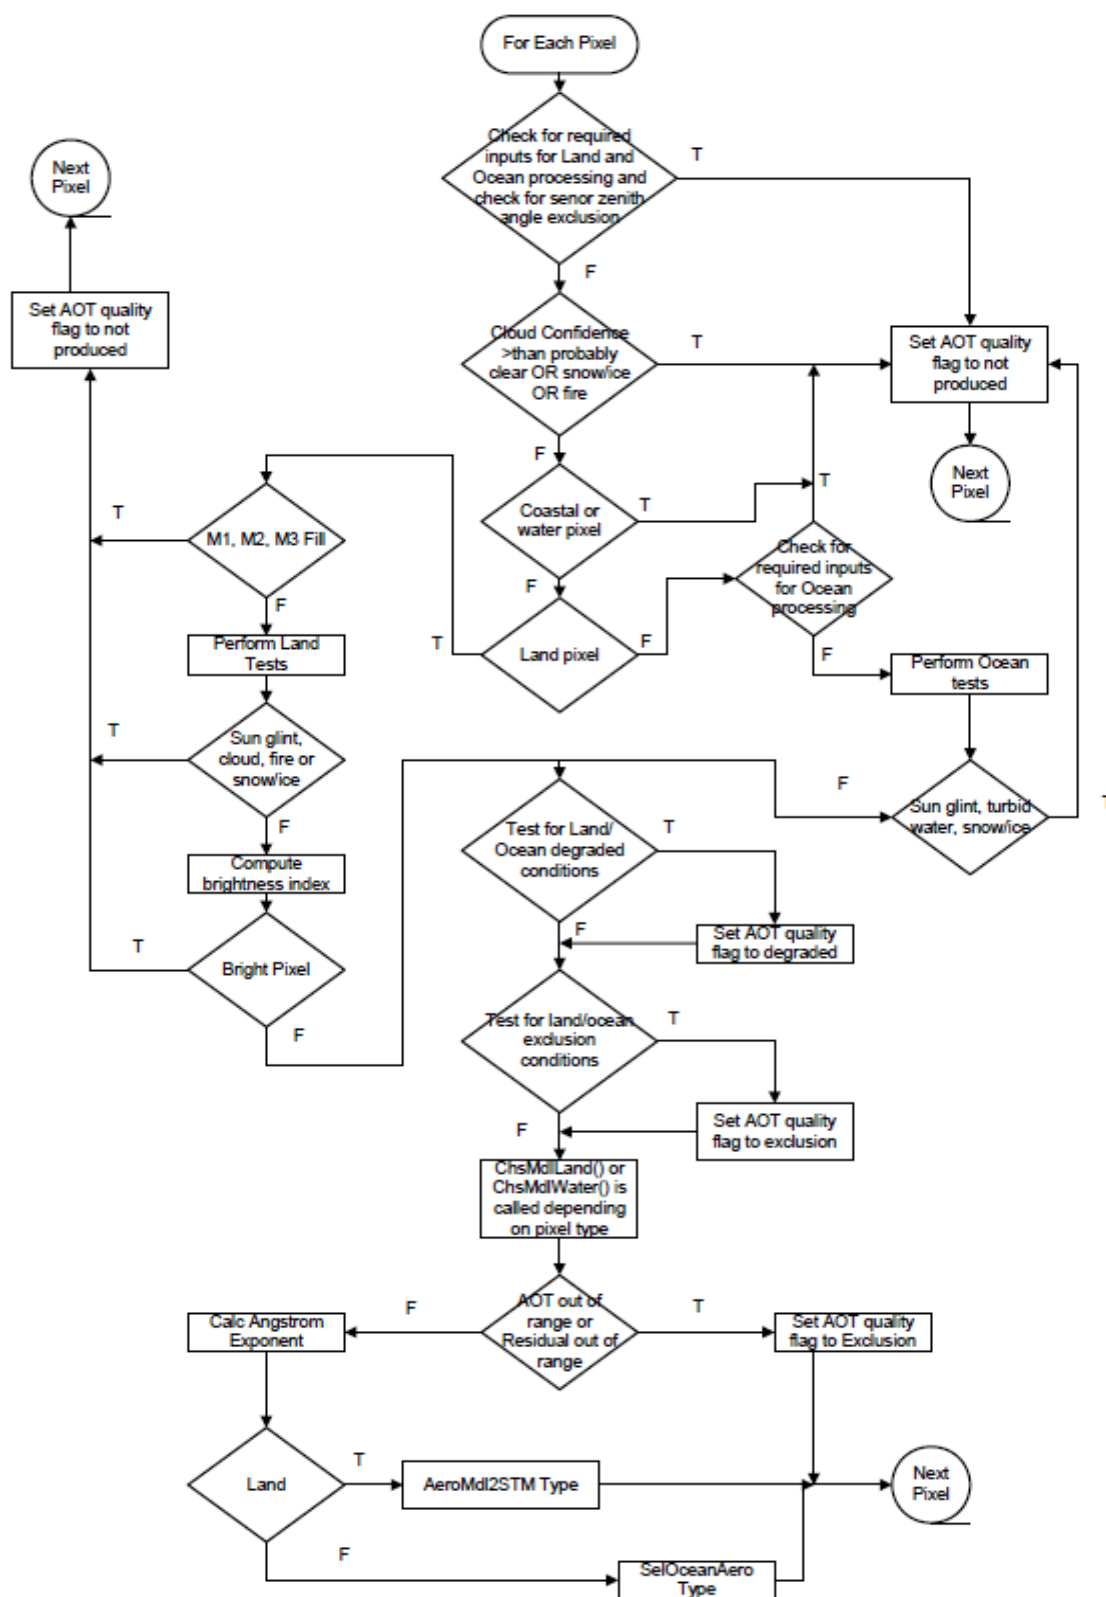 For Each Pixel
Check for required
inputs for Land and
Ocean processing and
check for senor zenith
angle exclusion
T
F
Next
Pixel
Set AOT quality
flag to not
produced
Cloud Confidence
>than probably
clear OR snow/ice
OR fire
T
F
Set AOT quality
flag to not
produced
Next
Pixel
Coastal or
water pixel
T
F
T
Check for
required inputs
for Ocean
processing
F
M1, M2, M3 Fill
T
F
Land pixel
T
F
Perform Land
Tests
Perform Ocean
tests
Sun glint,
cloud, fire or
snow/ice
T
F
Sun glint, turbid
water, snow/ice
F
T
Compute
brightness index
Test for Land/
Ocean degraded
conditions
T
F
Set AOT quality
flag to degraded
Bright Pixel
T
F
Test for land/ocean
exclusion
conditions
T
F
Set AOT quality
flag to exclusion
ChsMdlLand() or
ChsMdlWater() is
called depending
on pixel type
AOT out of
range or
Residual out of
range
F
T
Calc Angstrom
Exponent
Set AOT quality
flag to Exclusion
Land
T
F
AeroMdl2STM Type
Next
Pixel
SelOceanAero
Type